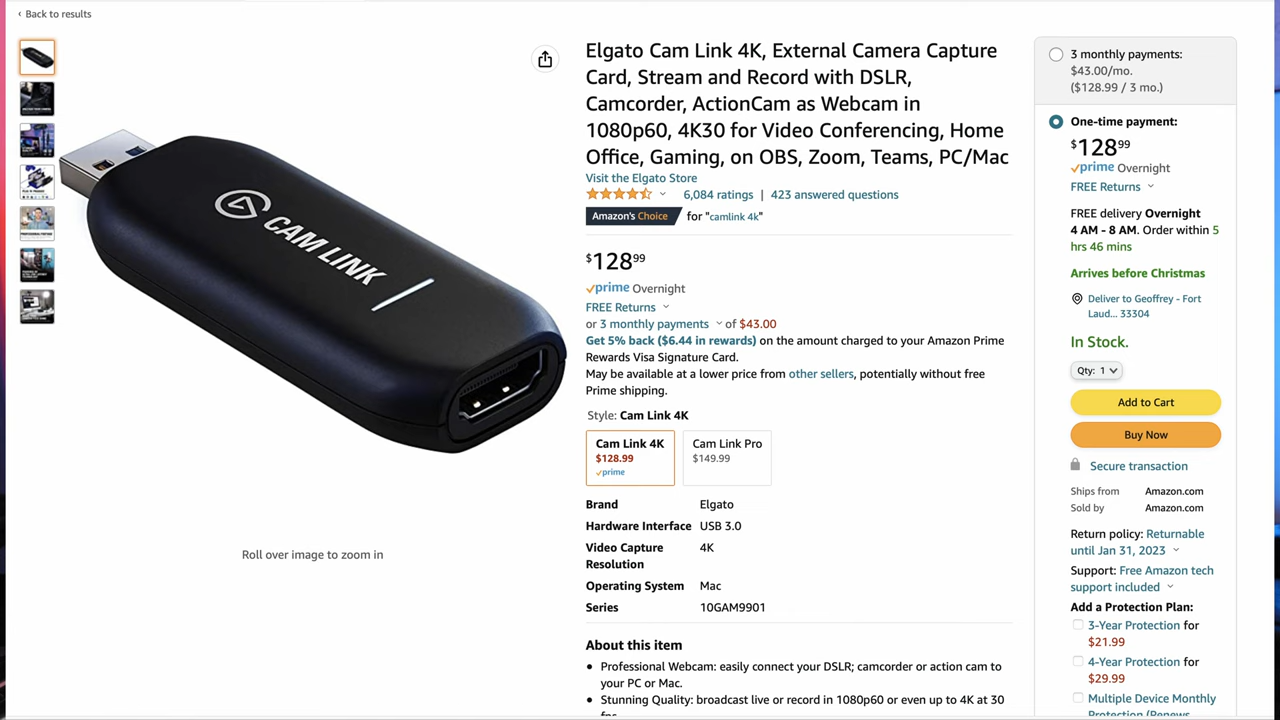 ‹ Back to results
Elgato Cam Link 4K, External Camera Capture
Card, Stream and Record with DSLR,
Camcorder, ActionCam as Webcam in
1080p60, 4K30 for Video Conferencing, Home
Office, Gaming, on OBS, Zoom, Teams, PC/Mac
Visit the Elgato Store
6,084 ratings | 423 answered questions
Amazon's Choice for "camlink 4k"
$128.99
prime Overnight
FREE Returns
or 3 monthly payments of $43.00
Get 5% back ($6.44 in rewards) on the amount charged to your Amazon Prime
Rewards Visa Signature Card.
May be available at a lower price from other sellers, potentially without free
Prime shipping.
Style: Cam Link 4K
Cam Link 4K
$128.99
prime
Cam Link Pro
$149.99
Brand Elgato
Hardware Interface USB 3.0
Video Capture 4K
Resolution
Operating System Mac
Series 10GAM9901
About this item
• Professional Webcam: easily connect your DSLR; camcorder or action cam to
your PC or Mac.
• Stunning Quality: broadcast live or record in 1080p60 or even up to 4K at 30
fps
CAM LINK
Roll over image to zoom in
3 monthly payments:
$43.00/mo.
($128.99 / 3 mo.)
One-time payment:
$128.99
prime Overnight
FREE Returns
FREE delivery Overnight
4 AM - 8 AM. Order within 5
hrs 46 mins
Arrives before Christmas
Deliver to Geoffrey - Fort
Laud... 33304
In Stock.
Qty: 1
Add to Cart
Buy Now
Secure transaction
Ships from Amazon.com
Sold by Amazon.com
Return policy: Returnable
until Jan 31, 2023
Support: Free Amazon tech
support included
Add a Protection Plan:
3-Year Protection for
$21.99
4-Year Protection for
$29.99
Multiple Device Monthly
Protection (Renews